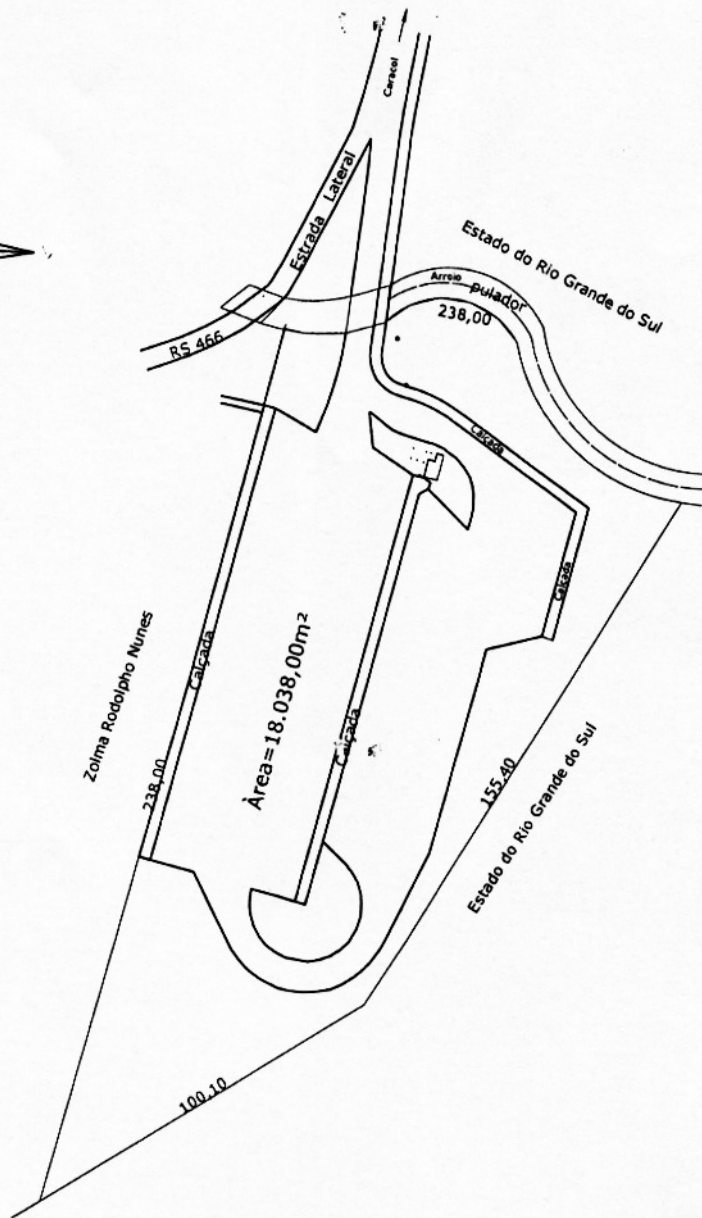 Caracol
Estrada Lateral
Estado do Rio Grande do Sul
Arroio
pulador
238,00
RS 466
Calçada
Calçada
Zolma Rodolpho Nunes
Calçada
Àrea=18.038,00m²
Calçada
238,00
155,40
Estado do Rio Grande do Sul
100,10